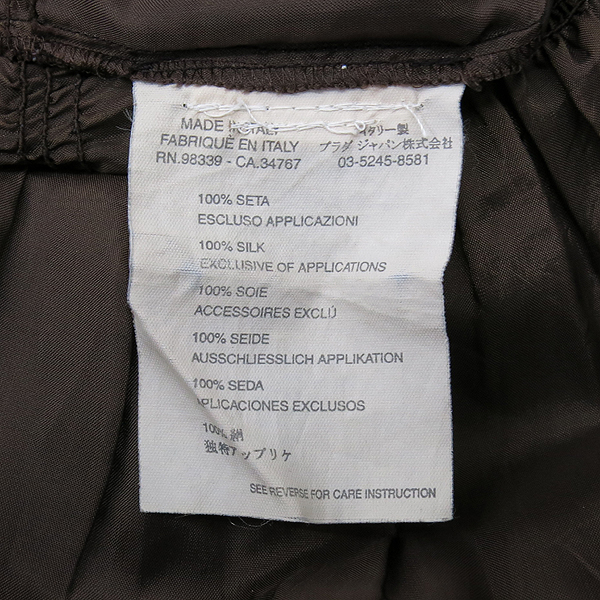 MADE IN ITALY
FABRIQUE EN ITALY
RN.98339 - CA.34767
イタリー製
プラダ ジャパン株式会社
03-5245-8581
100% SETA
ESCLUSO APPLICAZIONI
100% SILK
EXCLUSIVE OF APPLICATIONS
100% SOIE
ACCESSOIRES EXCLÚ
100% SEIDE
AUSSCHLIESSLICH APPLIKATION
100% SEDA
APLICACIONES EXCLUSOS
100% 絹
独特アップリケ
SEE REVERSE FOR CARE INSTRUCTION